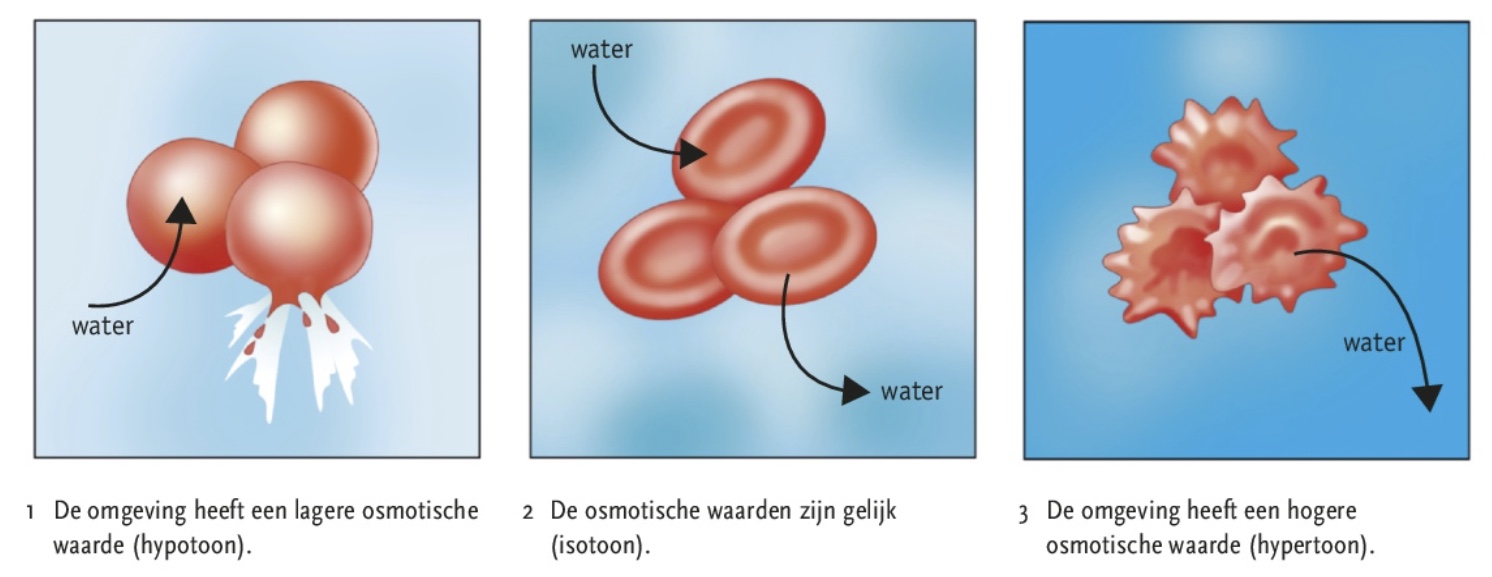 water
water
water
water
1 De omgeving heeft een lagere osmotische
waarde (hypotoon).
2 De osmotische waarden zijn gelijk
(isotoon).
3 De omgeving heeft een hogere
osmotische waarde (hypertoon).